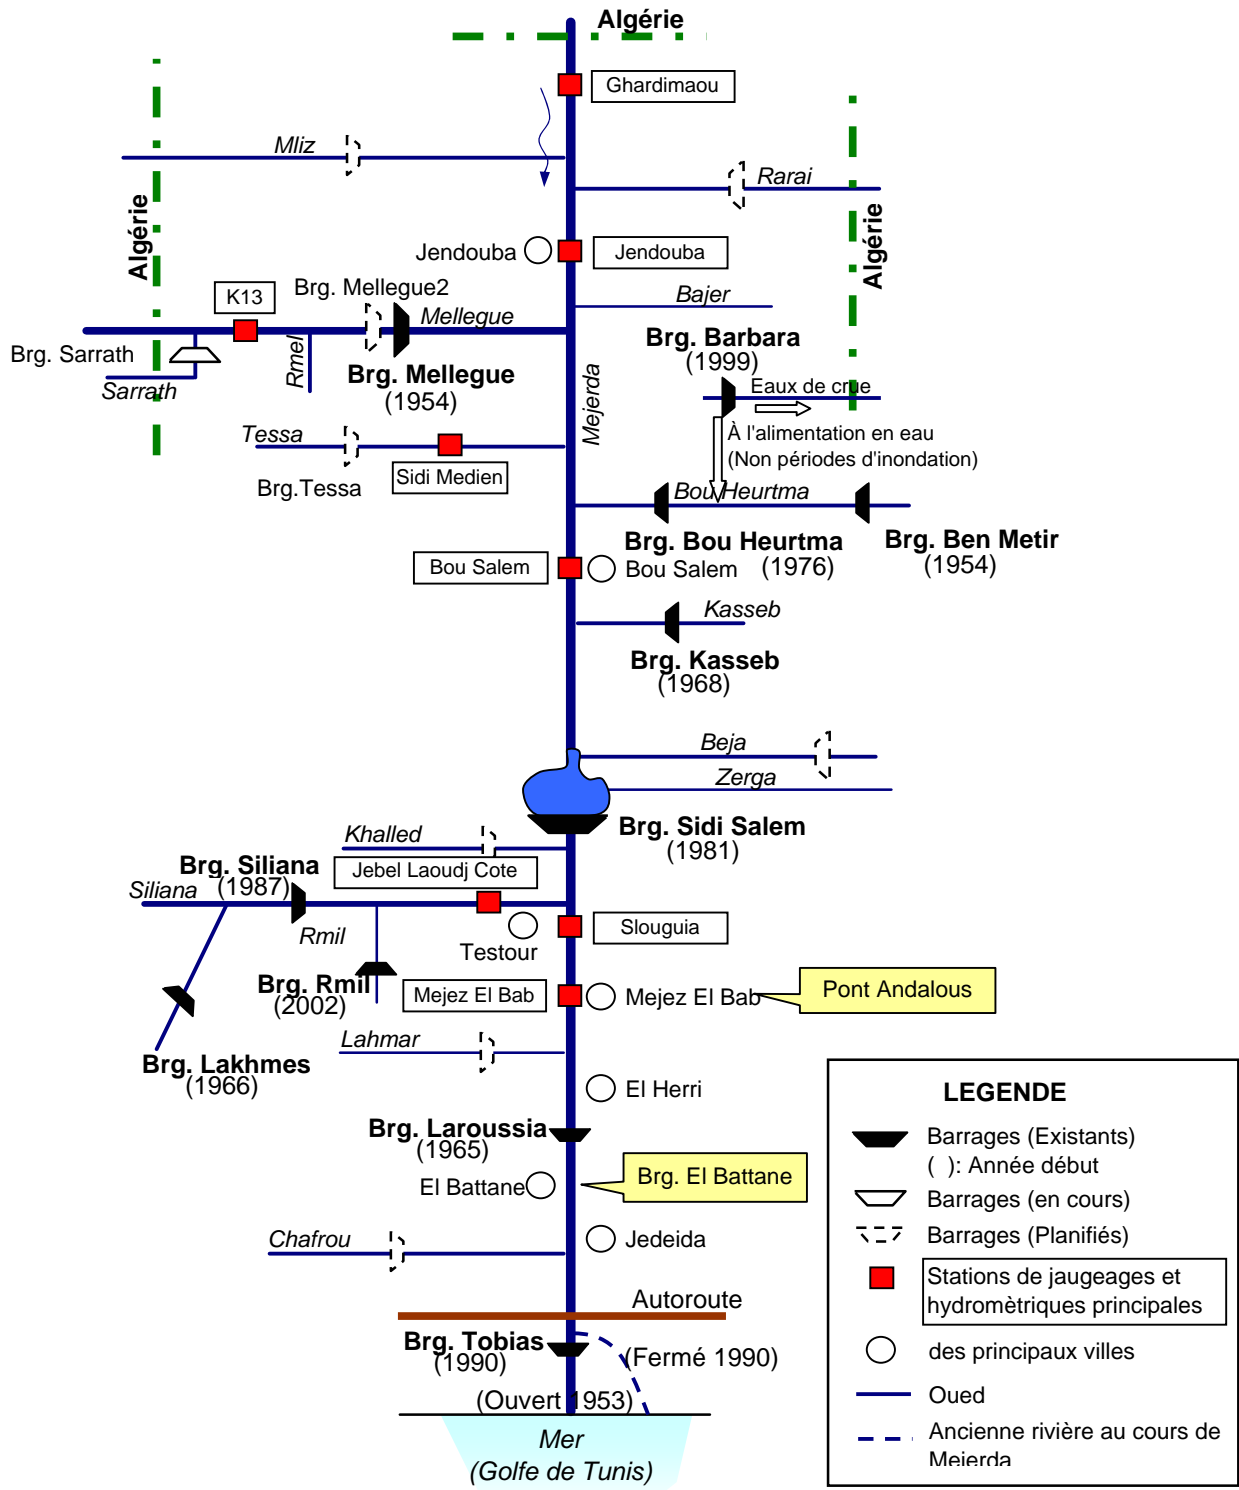 Algérie
Ghardimaou
Mliz
Rarai
Algérie
Algérie
Jendouba
Jendouba
K13
Brg. Mellegue2
Bajer
Mellegue
Brg. Sarrath
Rmel
Sarrath
Brg. Mellegue
(1954)
Mejerda
Brg. Barbara
(1999)
Eaux de crue
À l'alimentation en eau
(Non périodes d'inondation)
Tessa
Sidi Medien
Brg.Tessa
Bou Heurtma
Brg. Bou Heurtma
(1976)
Brg. Ben Metir
(1954)
Bou Salem
Bou Salem
Kasseb
Brg. Kasseb
(1968)
Beja
Zerga
Brg. Sidi Salem
(1981)
Khalled
Brg. Siliana
(1987)
Jebel Laoudj Cote
Siliana
Rmil
Testour
Slouguia
Brg. Rmil
(2002)
Mejez El Bab
Mejez El Bab
Pont Andalous
Lahmar
Brg. Lakhmes
(1966)
El Herri
Brg. Laroussia
(1965)
El Battane
Brg. El Battane
Chafrou
Jedeida
Autoroute
Brg. Tobias
(1990)
(Fermé 1990)
(Ouvert 1953)
Mer
(Golfe de Tunis)
LEGENDE
Barrages (Existants)
( ): Année début
Barrages (en cours)
Barrages (Planifiés)
Stations de jaugeages et
hydromètriques principales
des principaux villes
Oued
Ancienne rivière au cours de
Mejerda